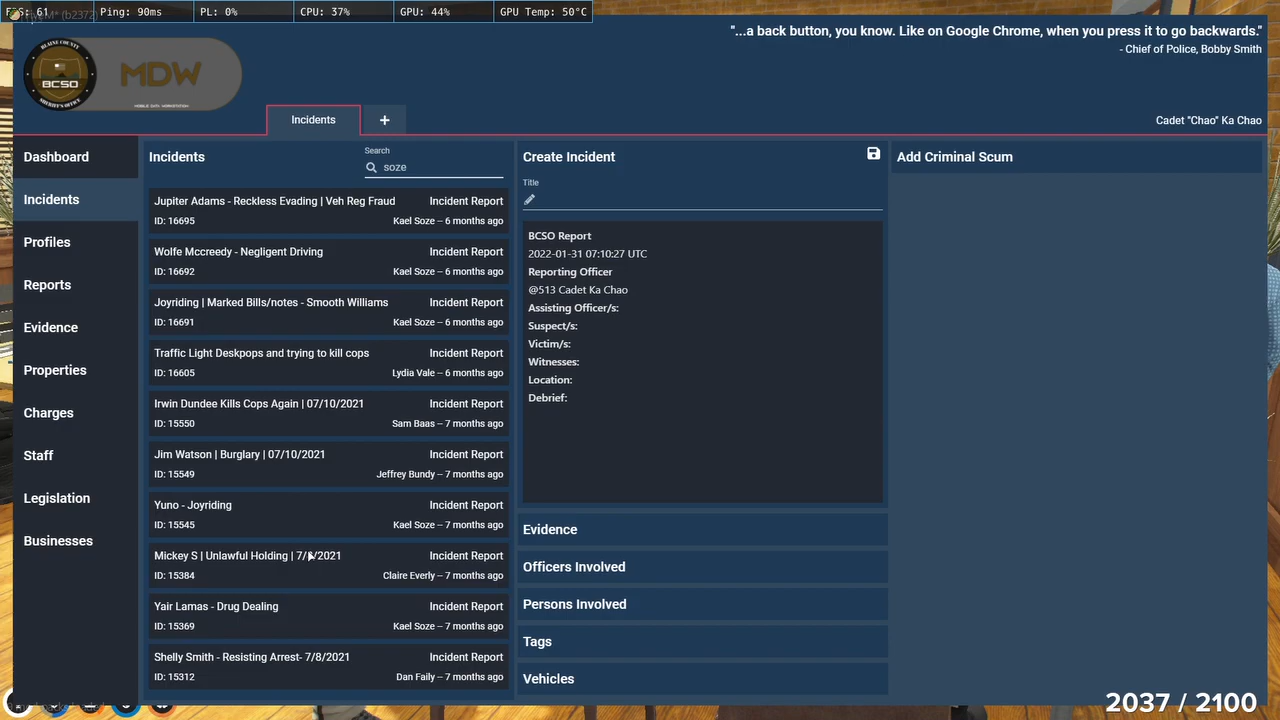 FPS: 61
Ping: 90ms
PL: 0%
CPU: 37%
GPU: 44%
GPU Temp: 50°C
"...a back button, you know. Like on Google Chrome, when you press it to go backwards."
- Chief of Police, Bobby Smith
BLAINE COUNTY
BCSO
SHERIFF'S OFFICE
MDW
MOBILE DATA WORKSTATION
Incidents
+
Cadet "Chao" Ka Chao
Dashboard
Incidents
Profiles
Reports
Evidence
Properties
Charges
Staff
Legislation
Businesses
Incidents
Search
soze
Jupiter Adams - Reckless Evading | Veh Reg Fraud Incident Report
ID: 16695 Kael Soze – 6 months ago
Wolfe Mccreedy - Negligent Driving Incident Report
ID: 16692 Kael Soze – 6 months ago
Joyriding | Marked Bills/notes - Smooth Williams Incident Report
ID: 16691 Kael Soze – 6 months ago
Traffic Light Deskpops and trying to kill cops Incident Report
ID: 16605 Lydia Vale – 6 months ago
Irwin Dundee Kills Cops Again | 07/10/2021 Incident Report
ID: 15550 Sam Baas – 7 months ago
Jim Watson | Burglary | 07/10/2021 Incident Report
ID: 15549 Jeffrey Bundy – 7 months ago
Yuno - Joyriding Incident Report
ID: 15545 Kael Soze – 7 months ago
Mickey S | Unlawful Holding | Incident Report
ID: 15384 Claire Everly – 7 months ago
Yair Lamas - Drug Dealing Incident Report
ID: 15369 Kael Soze – 7 months ago
Shelly Smith - Resisting Arrest- 7/8/2021 Incident Report
ID: 15312 Dan Faily – 7 months ago
Create Incident
Title
BCSO Report
2022-01-31 07:10:27 UTC
Reporting Officer
@513 Cadet Ka Chao
Assisting Officer/s:
Suspect/s:
Victim/s:
Witnesses:
Location:
Debrief:
Evidence
Officers Involved
Persons Involved
Tags
Vehicles
Add Criminal Scum
2037 / 2100